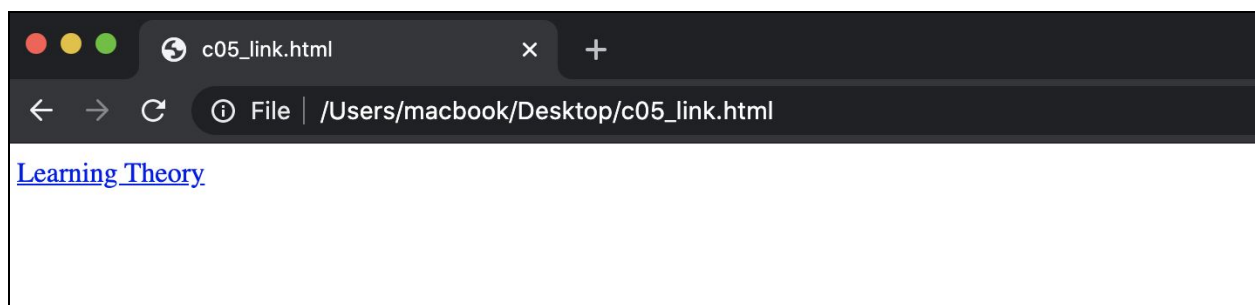 c05_link.html
File | /Users/macbook/Desktop/c05_link.html
Learning Theory